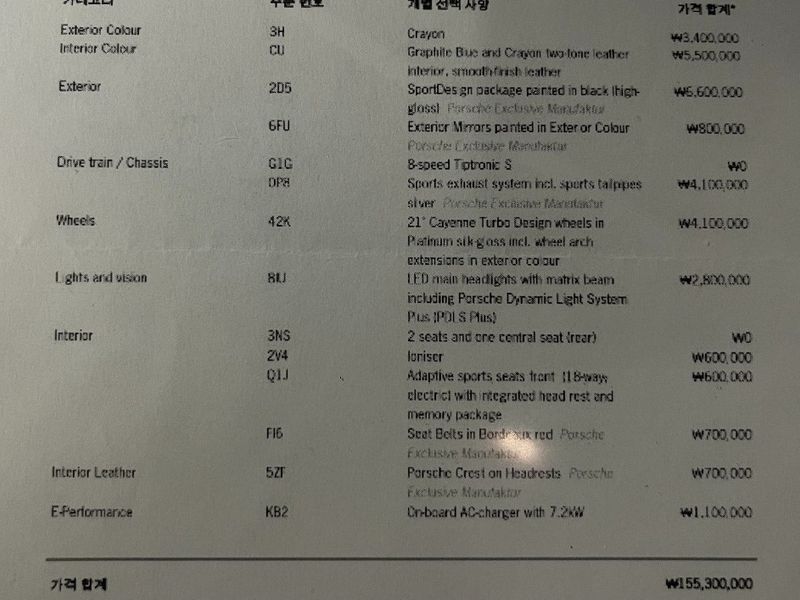 카테고리 주문 번호 개별 선택 사항 가격 합계*
Exterior Colour 3H Crayon ₩3,400,000
Interior Colour CU Graphite Blue and Crayon two-tone leather ₩5,500,000
interior, smooth-finish leather
Exterior 2D5 SportDesign package painted in black (high- ₩6,600,000
gloss) Porsche Exclusive Manufaktur
6FU Exterior Mirrors painted in Exterior Colour ₩800,000
Porsche Exclusive Manufaktur
Drive train / Chassis G1G 8-speed Tiptronic S ₩0
0P8 Sports exhaust system incl. sports tailpipes ₩4,100,000
silver Porsche Exclusive Manufaktur
Wheels 42K 21" Cayenne Turbo Design wheels in ₩4,100,000
Platinum silk-gloss incl. wheel arch
extensions in exterior colour
Lights and vision 8IU LED main headlights with matrix beam ₩2,800,000
including Porsche Dynamic Light System
Plus (PDLS Plus)
Interior 3NS 2 seats and one central seat (rear) ₩0
2V4 Ioniser ₩600,000
Q1J Adaptive sports seats front (18-way, ₩600,000
electric) with integrated head rest and
memory package
FI6 Seat Belts in Bordeaux red Porsche ₩700,000
Exclusive Manufaktur
Interior Leather 5ZF Porsche Crest on Headrests Porsche ₩700,000
Exclusive Manufaktur
E-Performance KB2 On-board AC-charger with 7.2kW ₩1,100,000
가격 합계 ₩155,300,000